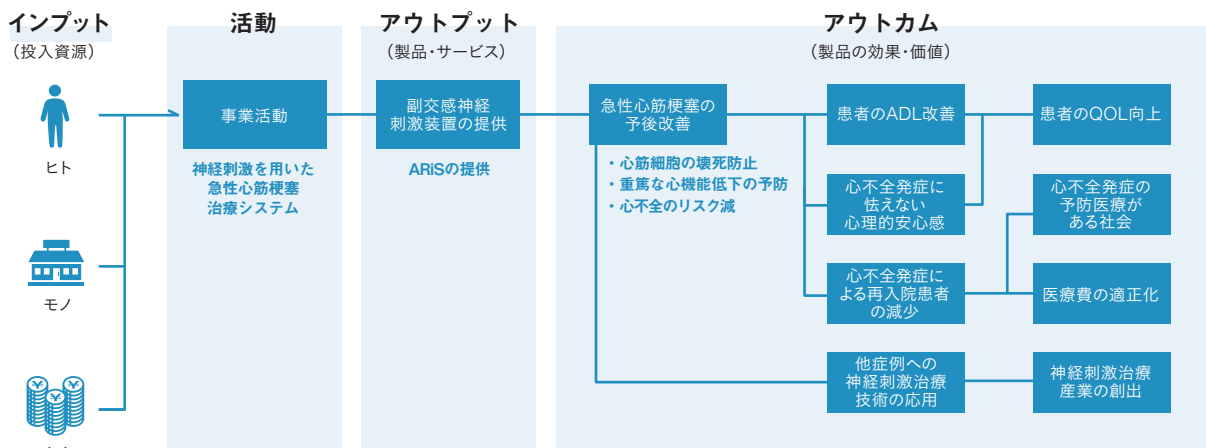 インプット
（投入資源）
ヒト
モノ
活動
事業活動
神経刺激を用いた
急性心筋梗塞
治療システム
アウトプット
（製品・サービス）
副交感神経
刺激装置の提供
ARiSの提供
アウトカム
（製品の効果・価値）
急性心筋梗塞の
予後改善
・心筋細胞の壊死防止
・重篤な心機能低下の予防
・心不全のリスク減
患者のADL改善
心不全発症に
怯えない
心理的安心感
心不全発症に
よる再入院患者
の減少
他症例への
神経刺激治療
技術の応用
患者のQOL向上
心不全発症の
予防医療が
ある社会
医療費の適正化
神経刺激治療
産業の創出